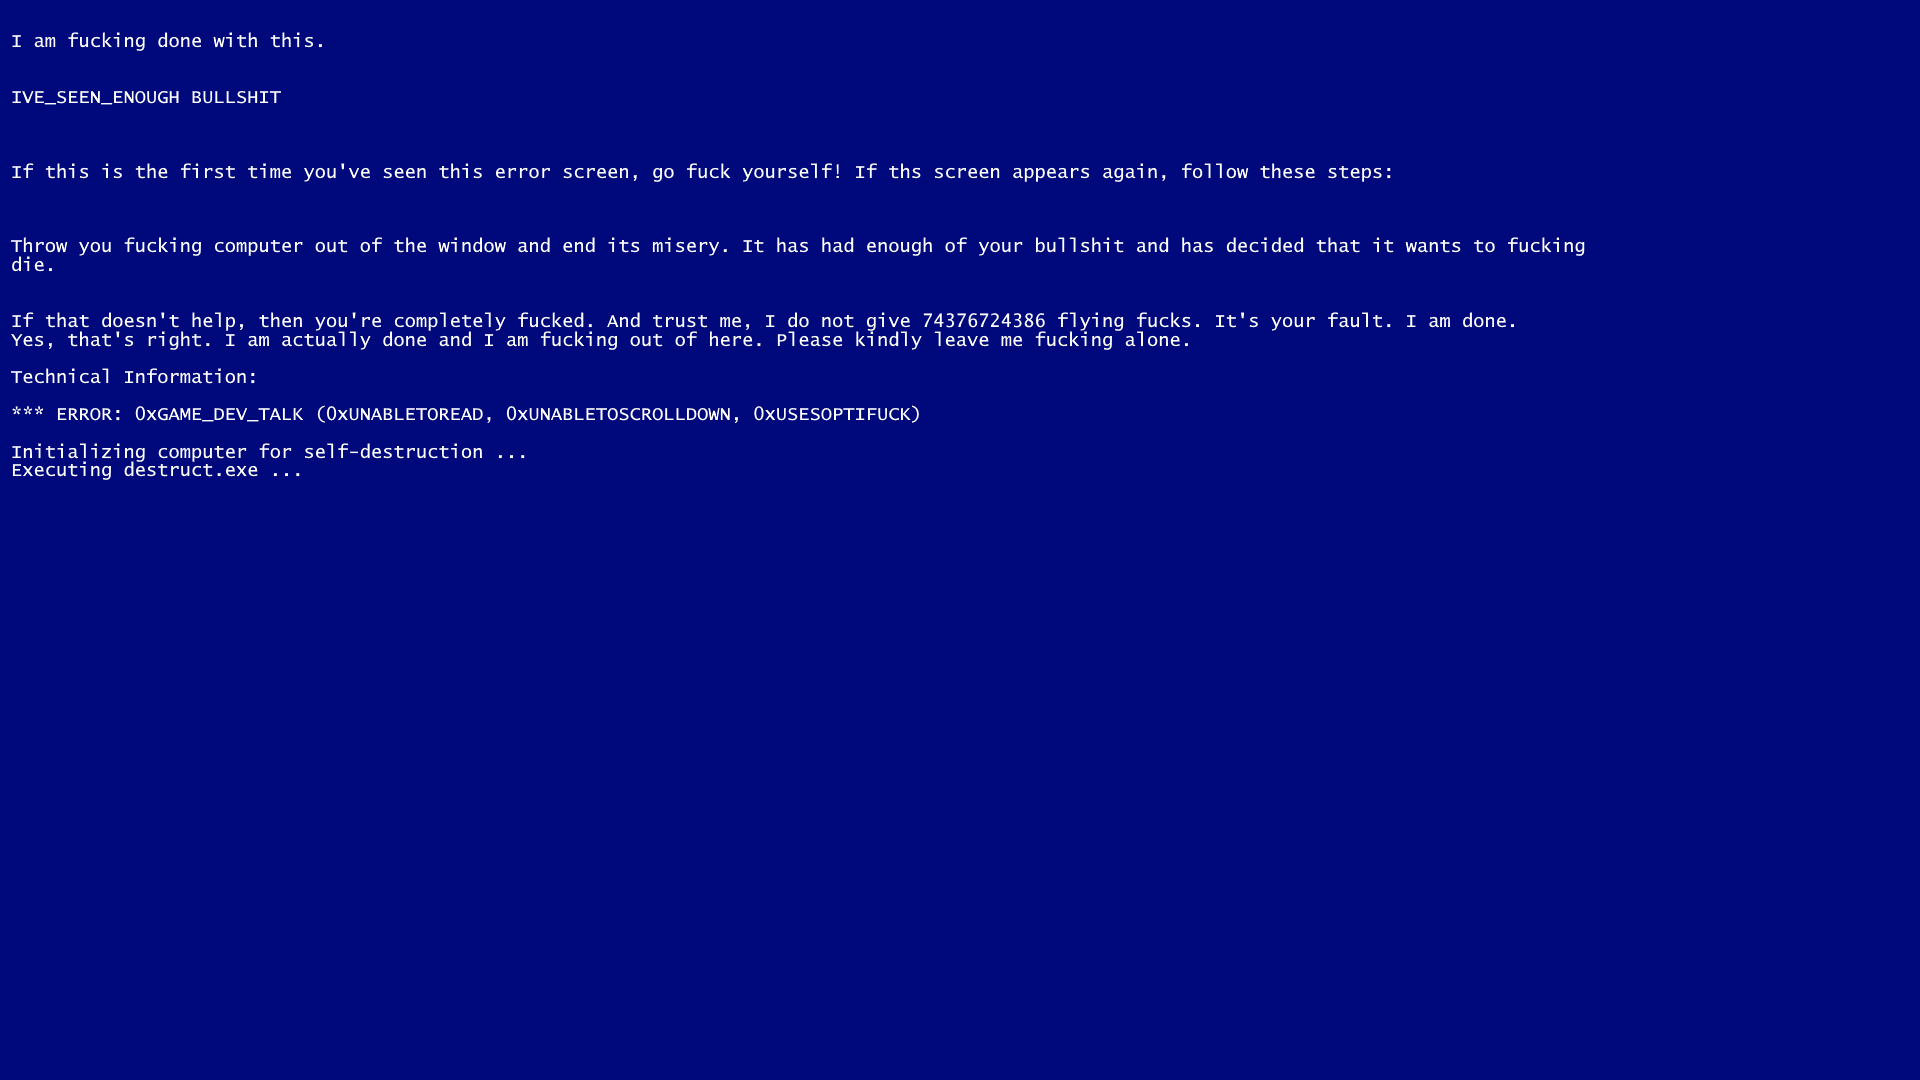 I am fucking done with this.
IVE_SEEN_ENOUGH BULLSHIT
If this is the first time you've seen this error screen, go fuck yourself! If ths screen appears again, follow these steps:
Throw you fucking computer out of the window and end its misery. It has had enough of your bullshit and has decided that it wants to fucking
die.
If that doesn't help, then you're completely fucked. And trust me, I do not give 74376724386 flying fucks. It's your fault. I am done.
Yes, that's right. I am actually done and I am fucking out of here. Please kindly leave me fucking alone.
Technical Information:
*** ERROR: 0xGAME_DEV_TALK (0xUNABLETOREAD, 0xUNABLETOSCROLLDOWN, 0xUSESOPTIFUCK)
Initializing computer for self-destruction ...
Executing destruct.exe ...